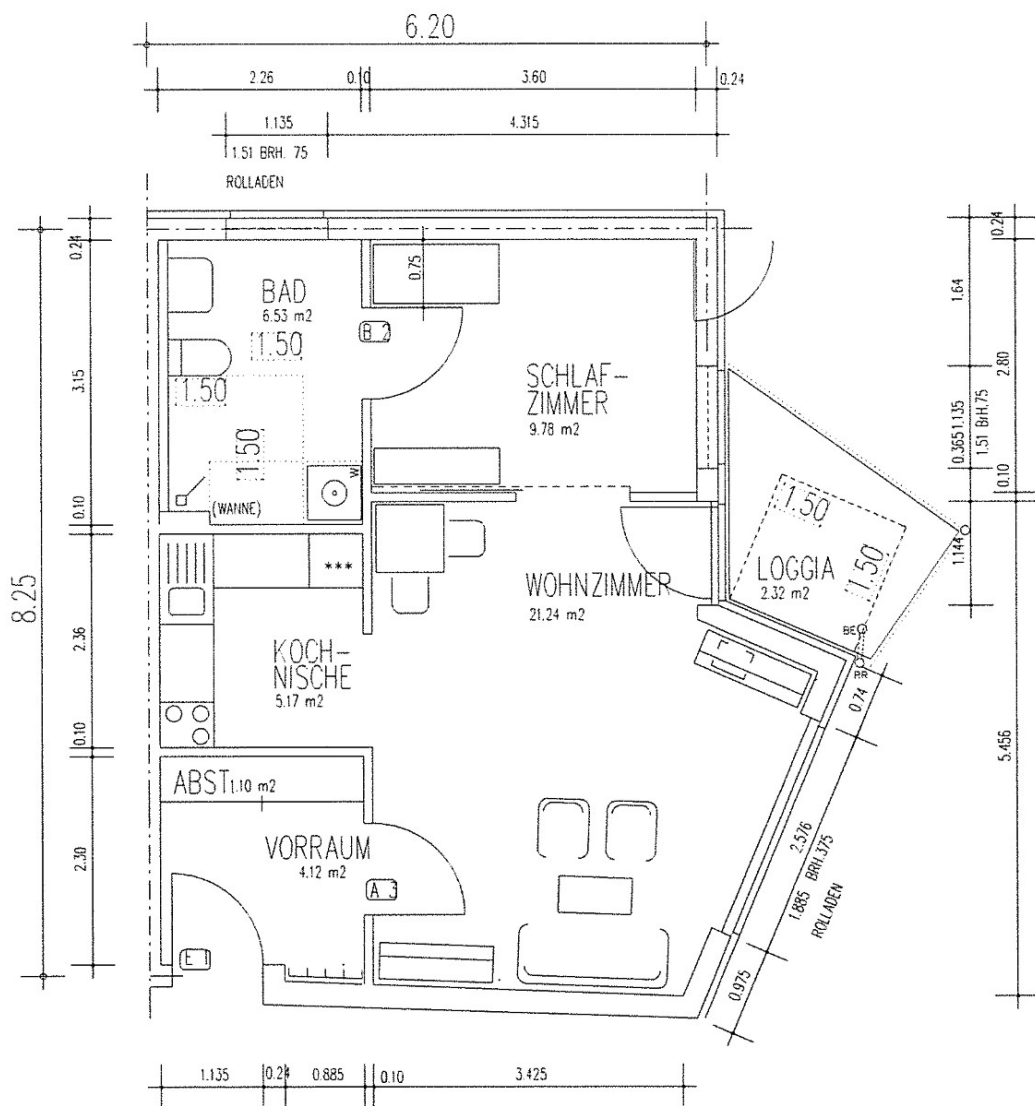 6.20
2.26
0.10
3.60
0.24
1.135
4.315
1.51 BRH. 75
ROLLADEN
0.24
0.24
BAD
6.53 m2
0.75
1.64
B 2
1.50
1.50
SCHLAF-
ZIMMER
9.78 m2
2.80
3.15
0.365 1.135
1.51 BrH.75
1.50
W
(WANNE)
0.10
0.10
***
1.50
1.50
LOGGIA
2.32 m2
1.144
WOHNZIMMER
21.24 m2
8.25
2.36
KOCH-
NISCHE
5.17 m2
BE
RR
0.74
0.10
5.456
ABST 1.10 m2
VORRAUM
4.12 m2
2.30
A 3
2.576
1.885 BRH.375
ROLLADEN
E 1
0.975
1.135
0.24
0.885
0.10
3.425